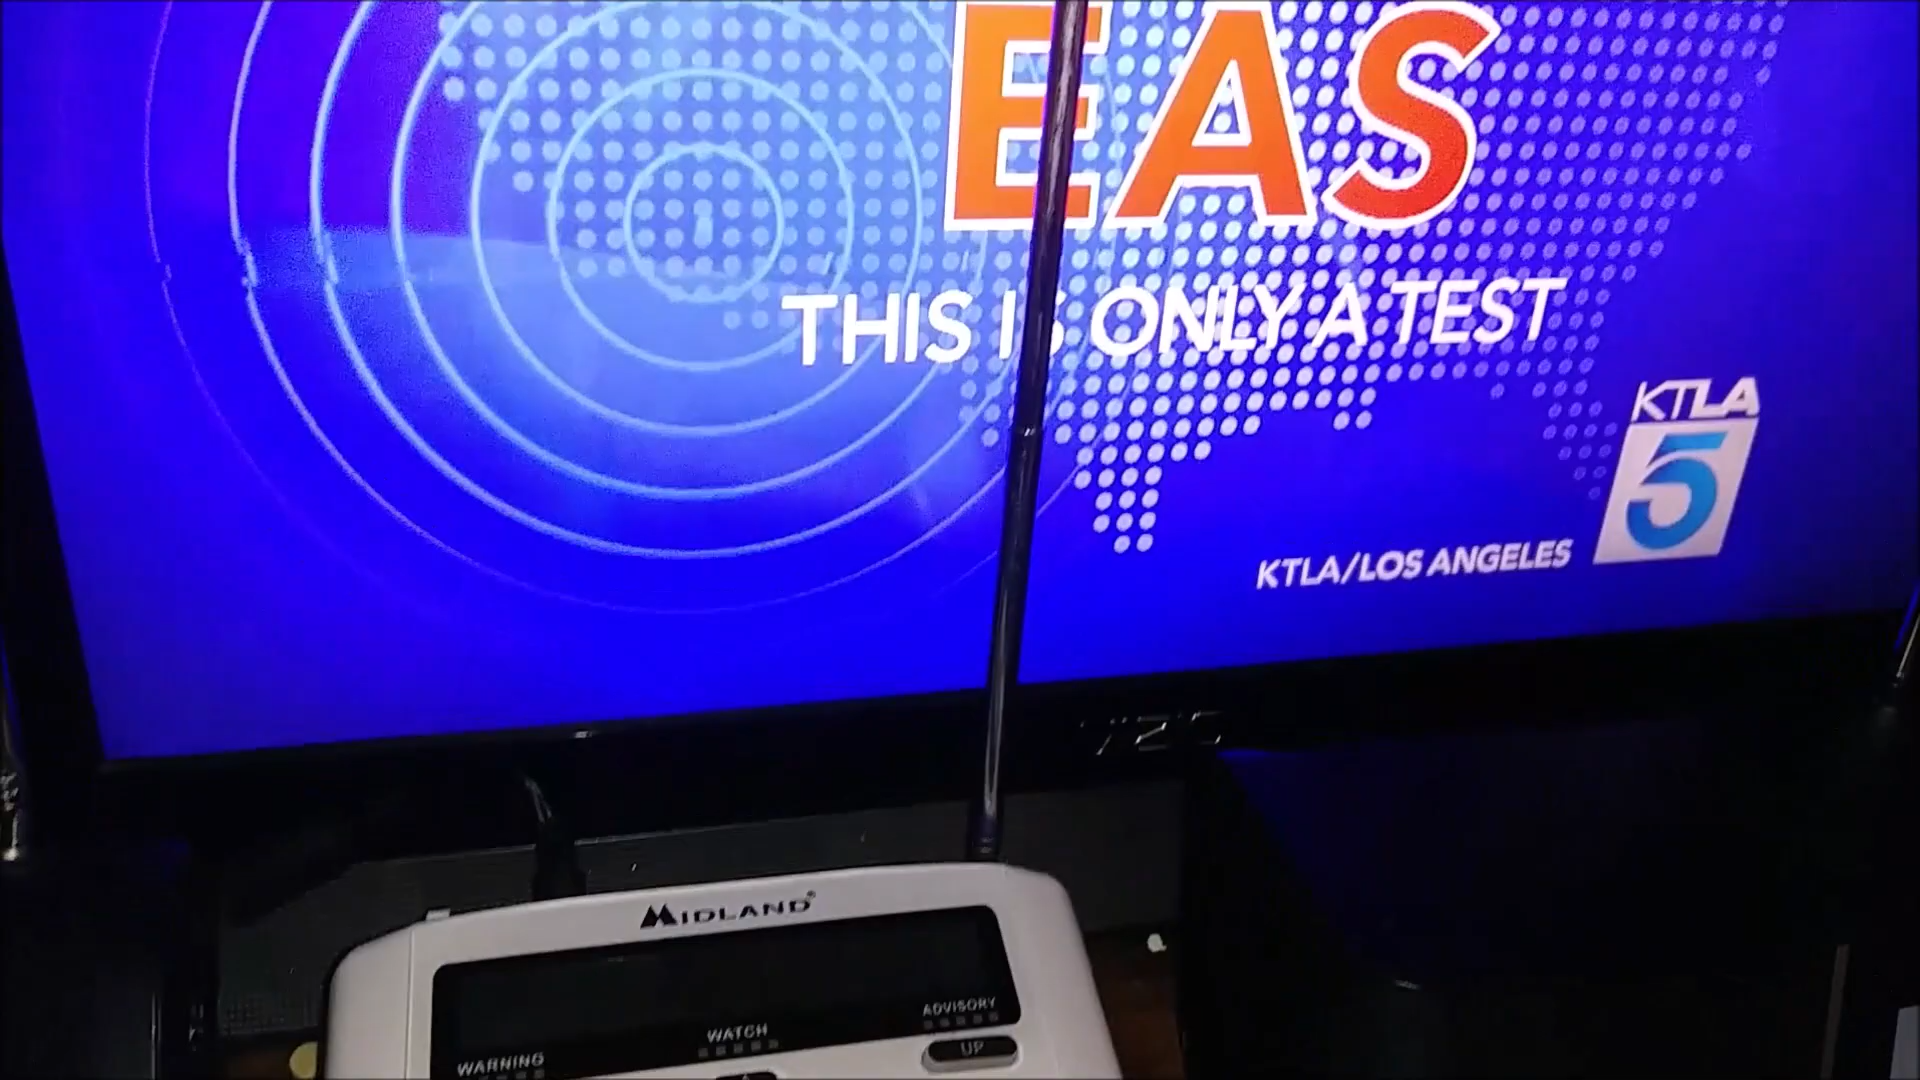 EAS
THIS IS ONLY A TEST
KTLA
5
KTLA/LOS ANGELES
MIDLAND
ADVISORY
WATCH
WARNING
UP